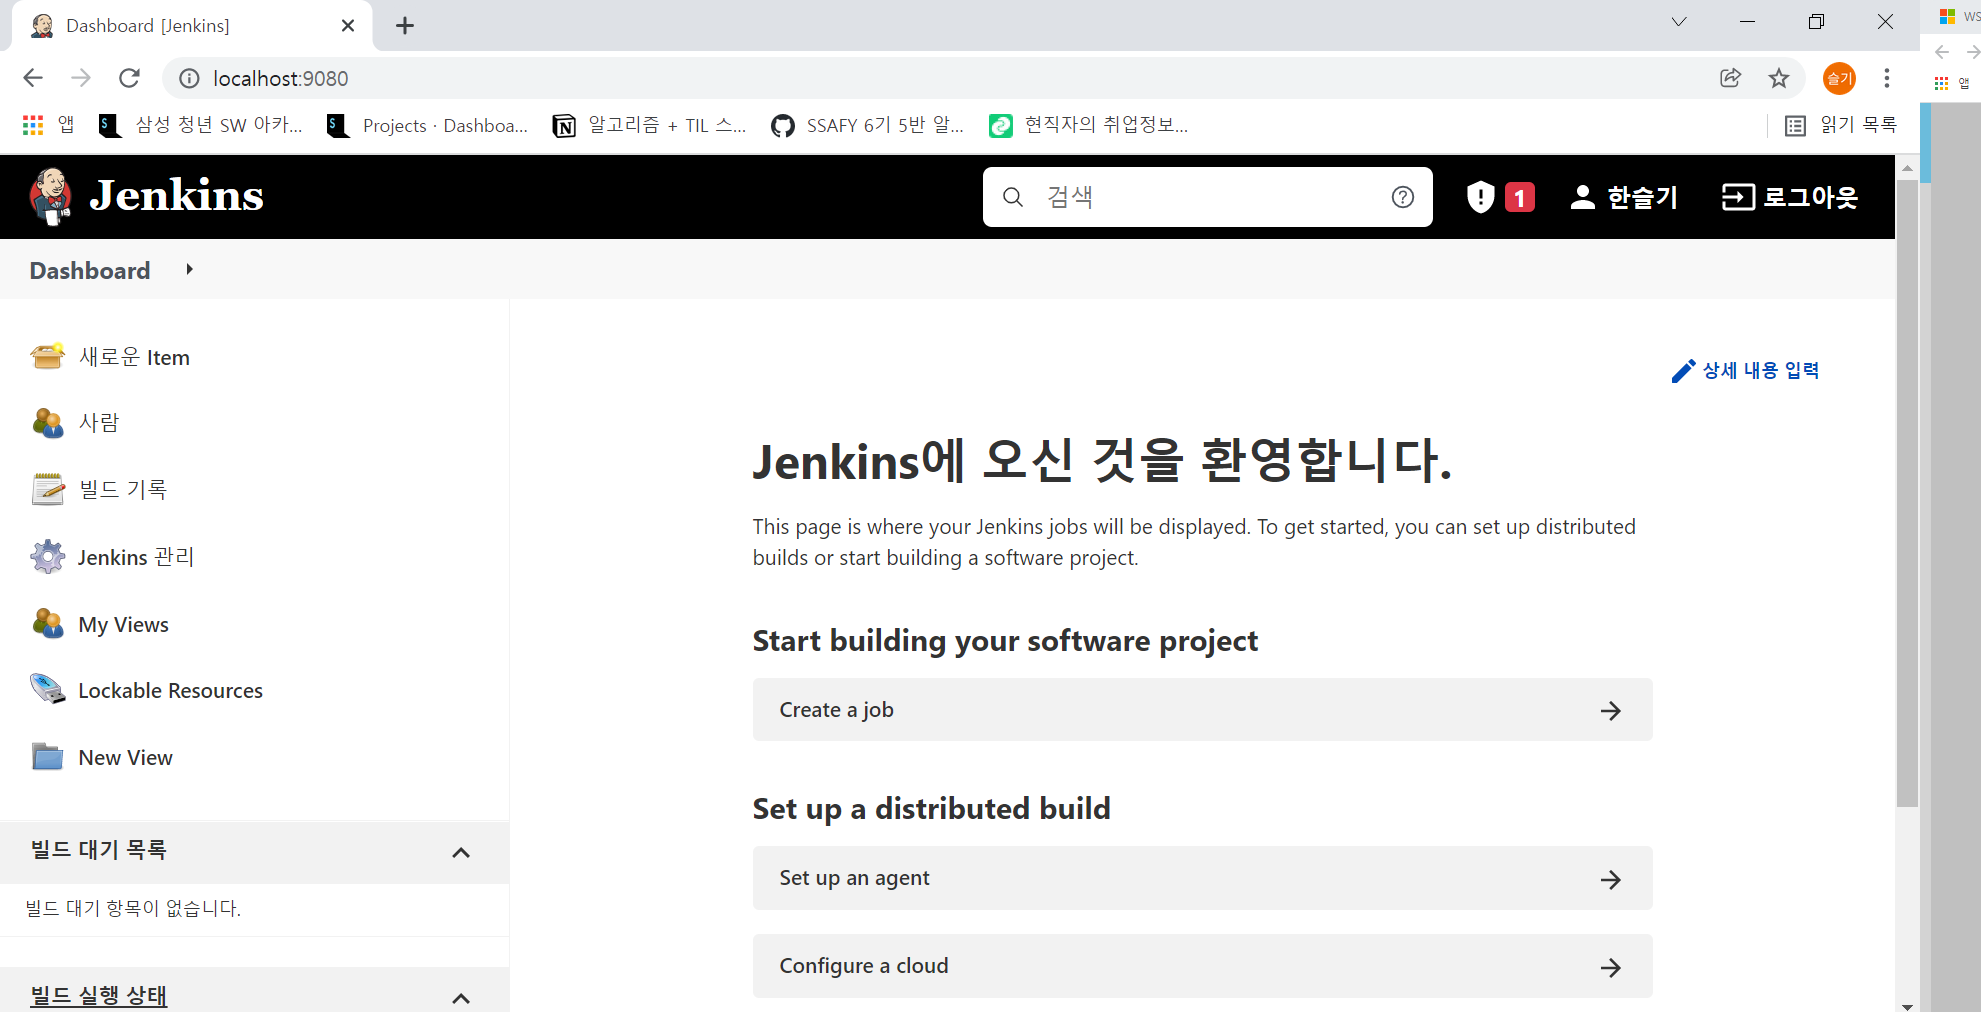 Dashboard [Jenkins]
WS
localhost:9080
슬기
앱
삼성 청년 SW 아카...
Projects · Dashboa...
알고리즘 + TIL 스...
SSAFY 6기 5반 알...
현직자의 취업정보...
읽기 목록
앱
Jenkins
검색
1
한슬기
로그아웃
Dashboard
새로운 Item
사람
빌드 기록
Jenkins 관리
My Views
Lockable Resources
New View
빌드 대기 목록
빌드 대기 항목이 없습니다.
빌드 실행 상태
상세 내용 입력
Jenkins에 오신 것을 환영합니다.
This page is where your Jenkins jobs will be displayed. To get started, you can set up distributed
builds or start building a software project.
Start building your software project
Create a job
Set up a distributed build
Set up an agent
Configure a cloud